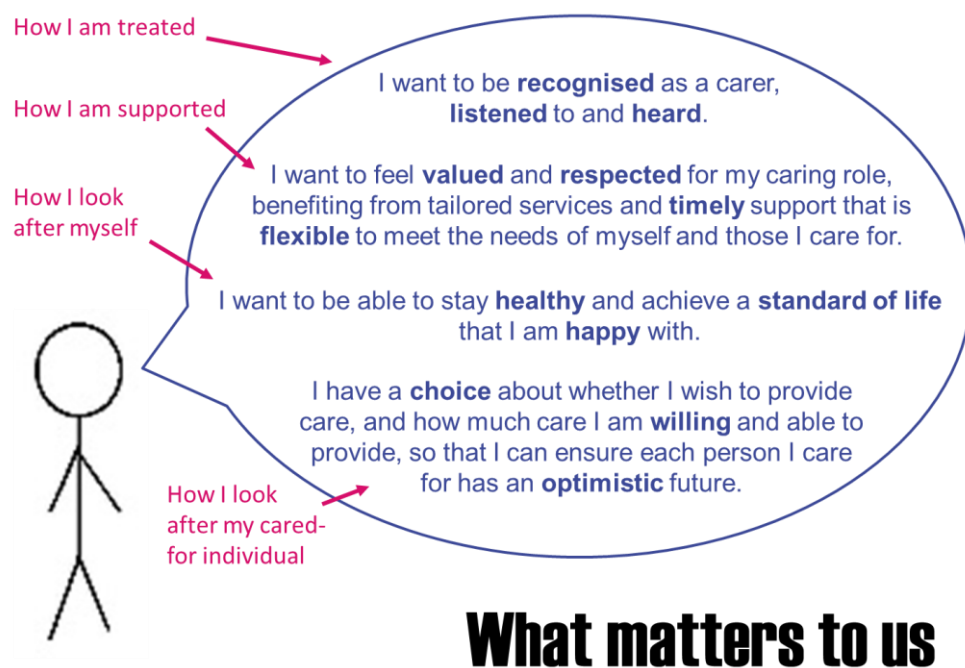 How I am treated
I want to be recognised as a carer,
listened to and heard.
How I am supported
I want to feel valued and respected for my caring role,
benefiting from tailored services and timely support that is
flexible to meet the needs of myself and those I care for.
How I look
after myself
I want to be able to stay healthy and achieve a standard of life
that I am happy with.
I have a choice about whether I wish to provide
care, and how much care I am willing and able to
provide, so that I can ensure each person I care
for has an optimistic future.
How I look
after my cared-
for individual
What matters to us